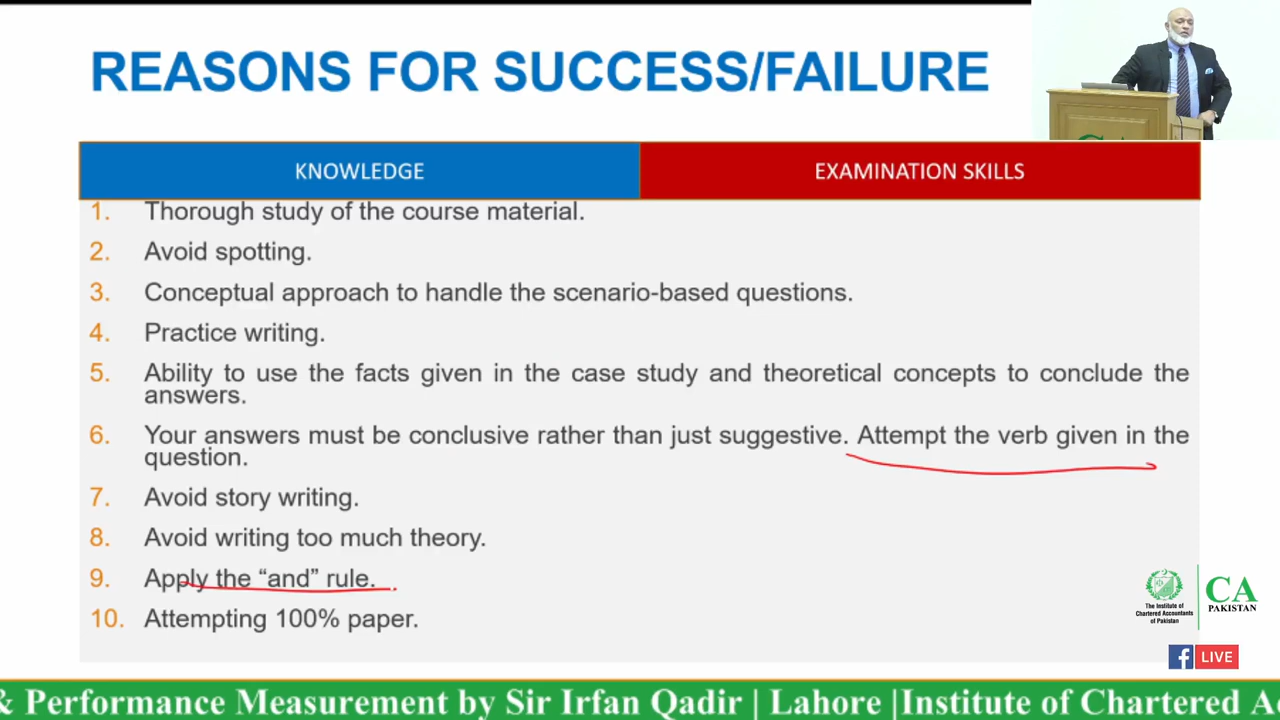 REASONS FOR SUCCESS/FAILURE
KNOWLEDGE
EXAMINATION SKILLS
1. Thorough study of the course material.
2. Avoid spotting.
3. Conceptual approach to handle the scenario-based questions.
4. Practice writing.
5. Ability to use the facts given in the case study and theoretical concepts to conclude the
answers.
6. Your answers must be conclusive rather than just suggestive. Attempt the verb given in the
question.
7. Avoid story writing.
8. Avoid writing too much theory.
9. Apply the “and” rule.
10. Attempting 100% paper.
The Institute of
Chartered Accountants
of Pakistan
CA
PAKISTAN
f LIVE
& Performance Measurement by Sir Irfan Qadir | Lahore |Institute of Chartered Ac